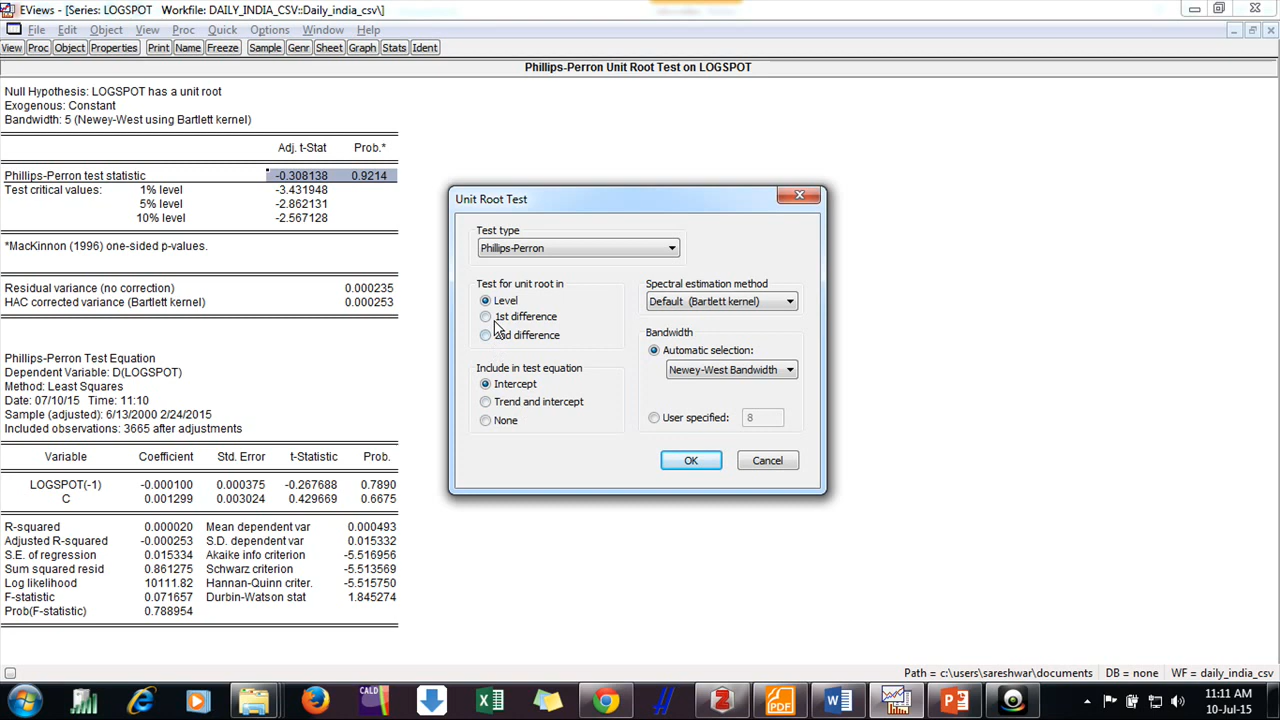 EViews - [Series: LOGSPOT   Workfile: DAILY_INDIA_CSV::Daily_india_csv\]
File Edit Object View Proc Quick Options Window Help
View Proc Object Properties Print Name Freeze Sample Genr Sheet Graph Stats Ident
Phillips-Perron Unit Root Test on LOGSPOT
Null Hypothesis: LOGSPOT has a unit root
Exogenous: Constant
Bandwidth: 5 (Newey-West using Bartlett kernel)
Adj. t-Stat Prob.*
Phillips-Perron test statistic -0.308138 0.9214
Test critical values: 1% level -3.431948
5% level -2.862131
10% level -2.567128
*MacKinnon (1996) one-sided p-values.
Residual variance (no correction) 0.000235
HAC corrected variance (Bartlett kernel) 0.000253
Phillips-Perron Test Equation
Dependent Variable: D(LOGSPOT)
Method: Least Squares
Date: 07/10/15 Time: 11:10
Sample (adjusted): 6/13/2000 2/24/2015
Included observations: 3665 after adjustments
Variable Coefficient Std. Error t-Statistic Prob.
LOGSPOT(-1) -0.000100 0.000375 -0.267688 0.7890
C 0.001299 0.003024 0.429669 0.6675
R-squared 0.000020 Mean dependent var 0.000493
Adjusted R-squared -0.000253 S.D. dependent var 0.015332
S.E. of regression 0.015334 Akaike info criterion -5.516956
Sum squared resid 0.861275 Schwarz criterion -5.513569
Log likelihood 10111.82 Hannan-Quinn criter. -5.515750
F-statistic 0.071657 Durbin-Watson stat 1.845274
Prob(F-statistic) 0.788954
Unit Root Test
Test type
Phillips-Perron
Test for unit root in
Level
1st difference
2nd difference
Include in test equation
Intercept
Trend and intercept
None
Spectral estimation method
Default (Bartlett kernel)
Bandwidth
Automatic selection:
Newey-West Bandwidth
User specified: 8
OK Cancel
Path = c:\users\sareshwar\documents DB = none WF = daily_india_csv
CALD
PDF
11:11 AM
10-Jul-15